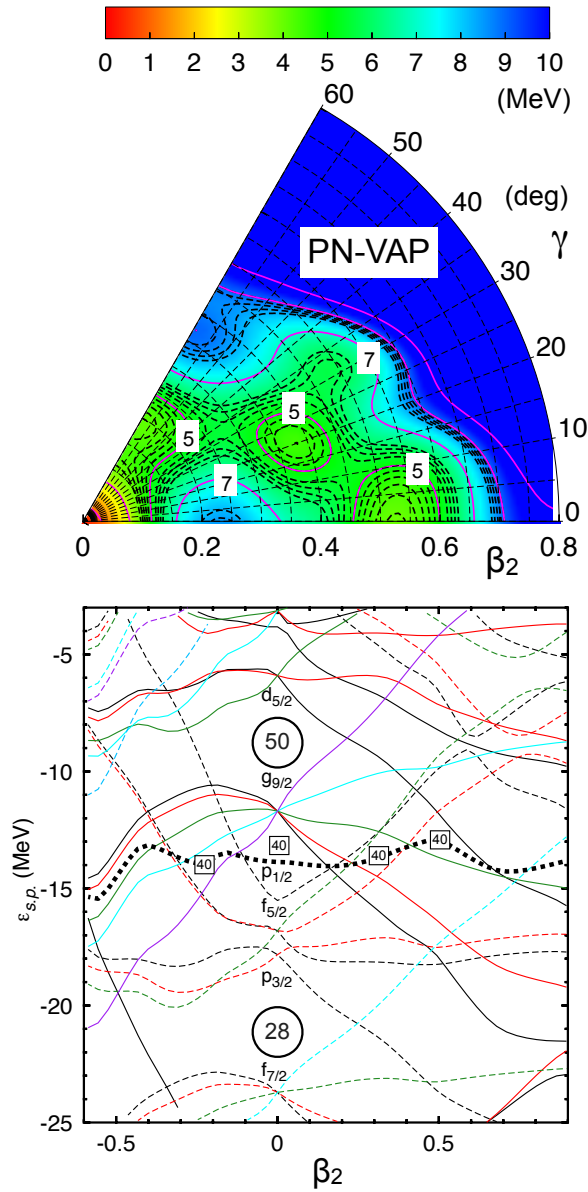 0 1 2 3 4 5 6 7 8 9 10
(MeV)
60
50
(deg)
40
γ
PN-VAP
30
20
7
5
5
10
7
5
0
0 0.2 0.4 0.6 0.8
β2
-5
d5/2
50
g9/2
-10
εs.p. (MeV)
40
40
40
40
p1/2
-15
f5/2
p3/2
-20
28
f7/2
-25
-0.5 0 0.5
β2